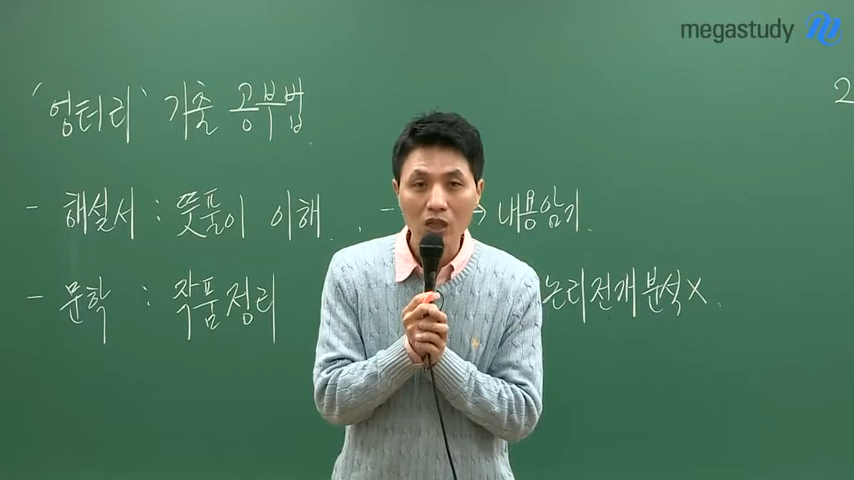 megastudy
2
'엉터리' 기출 공부법.
- 해설서 : 뜻풀이 이해. , - → 내용암기.
- 문학 : 작품정리 논리전개 분석X.